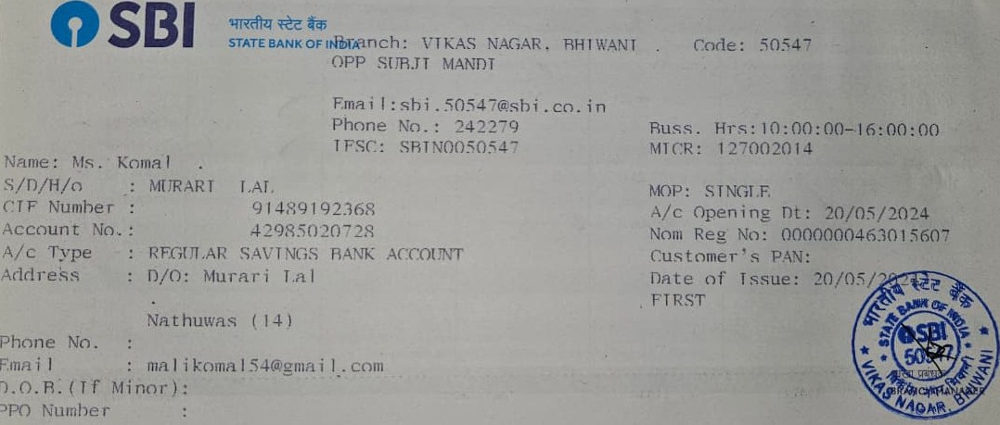 SBI
भारतीय स्टेट बैंक
STATE BANK OF INDIA
Branch: VIKAS NAGAR, BHIWANI . Code: 50547
OPP SUBJI MANDI
Email:sbi.50547@sbi.co.in
Phone No.: 242279 Buss. Hrs:10:00:00-16:00:00
IFSC: SBIN0050547 MICR: 127002014
Name: Ms. Komal .
S/D/H/o : MURARI LAL MOP: SINGLE
CIF Number : 91489192368 A/c Opening Dt: 20/05/2024
Account No.: 42985020728 Nom Reg No: 0000000463015607
A/c Type : REGULAR SAVINGS BANK ACCOUNT Customer's PAN:
Address : D/O: Murari Lal Date of Issue: 20/05/2024
. FIRST
Nathuwas (14)
Phone No. :
Email : malikomal54@gmail.com
D.O.B.(If Minor):
PPO Number :
भारतीय स्टेट बैंक
STATE BANK OF INDIA
SBI
50547
शाखा प्रबंधक
BRANCH MANAGER
VIKAS NAGAR, BHIWANI